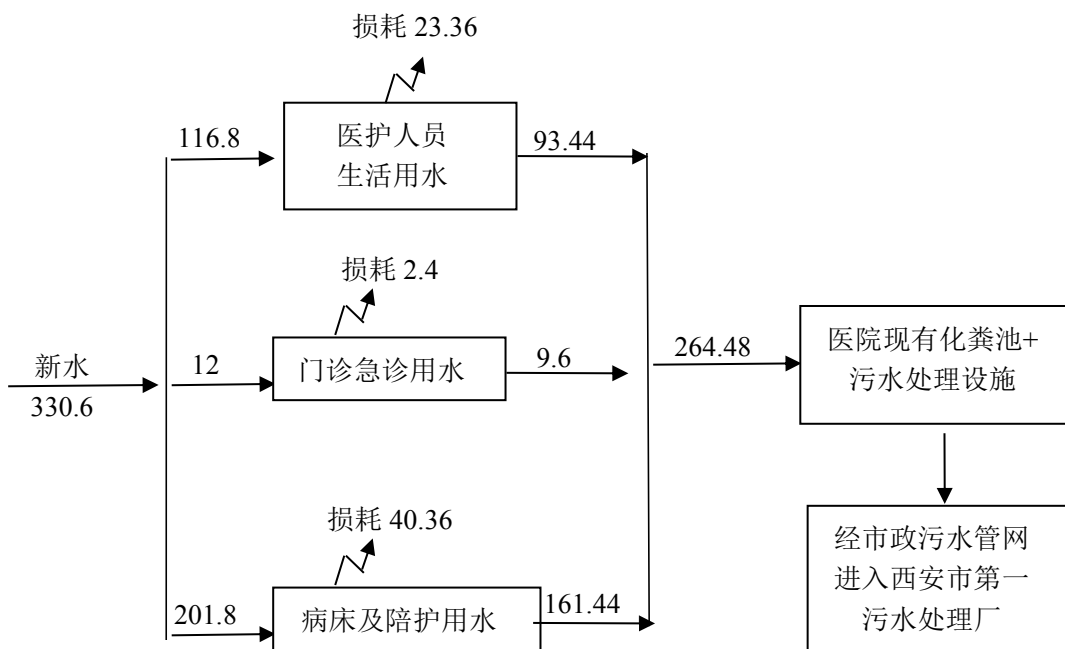 损耗 23.36
116.8
医护人员
生活用水
93.44
损耗 2.4
新水
330.6
12
门诊急诊用水
9.6
264.48
医院现有化粪池+
污水处理设施
损耗 40.36
201.8
病床及陪护用水
161.44
经市政污水管网
进入西安市第一
污水处理厂